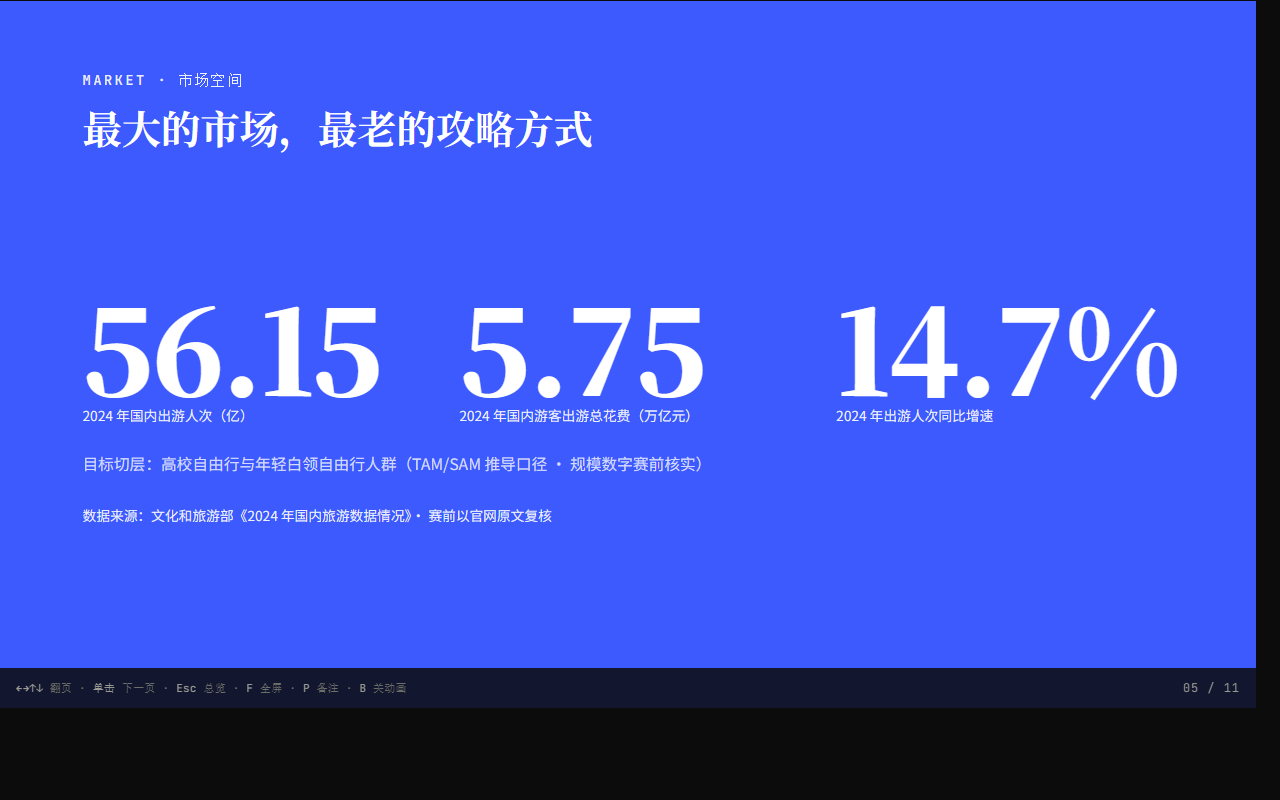 MARKET · 市场空间
最大的市场，最老的攻略方式
56.15 5.75 14.7%
2024 年国内出游人次（亿） 2024 年国内游客出游总花费（万亿元） 2024 年出游人次同比增速
目标切层：高校自由行与年轻白领自由行人群（TAM/SAM 推导口径 · 规模数字赛前核实）
数据来源：文化和旅游部《2024 年国内旅游数据情况》· 赛前以官网原文复核
←→↑↓ 翻页 · 单击 下一页 · Esc 总览 · F 全屏 · P 备注 · B 关动画 05 / 11